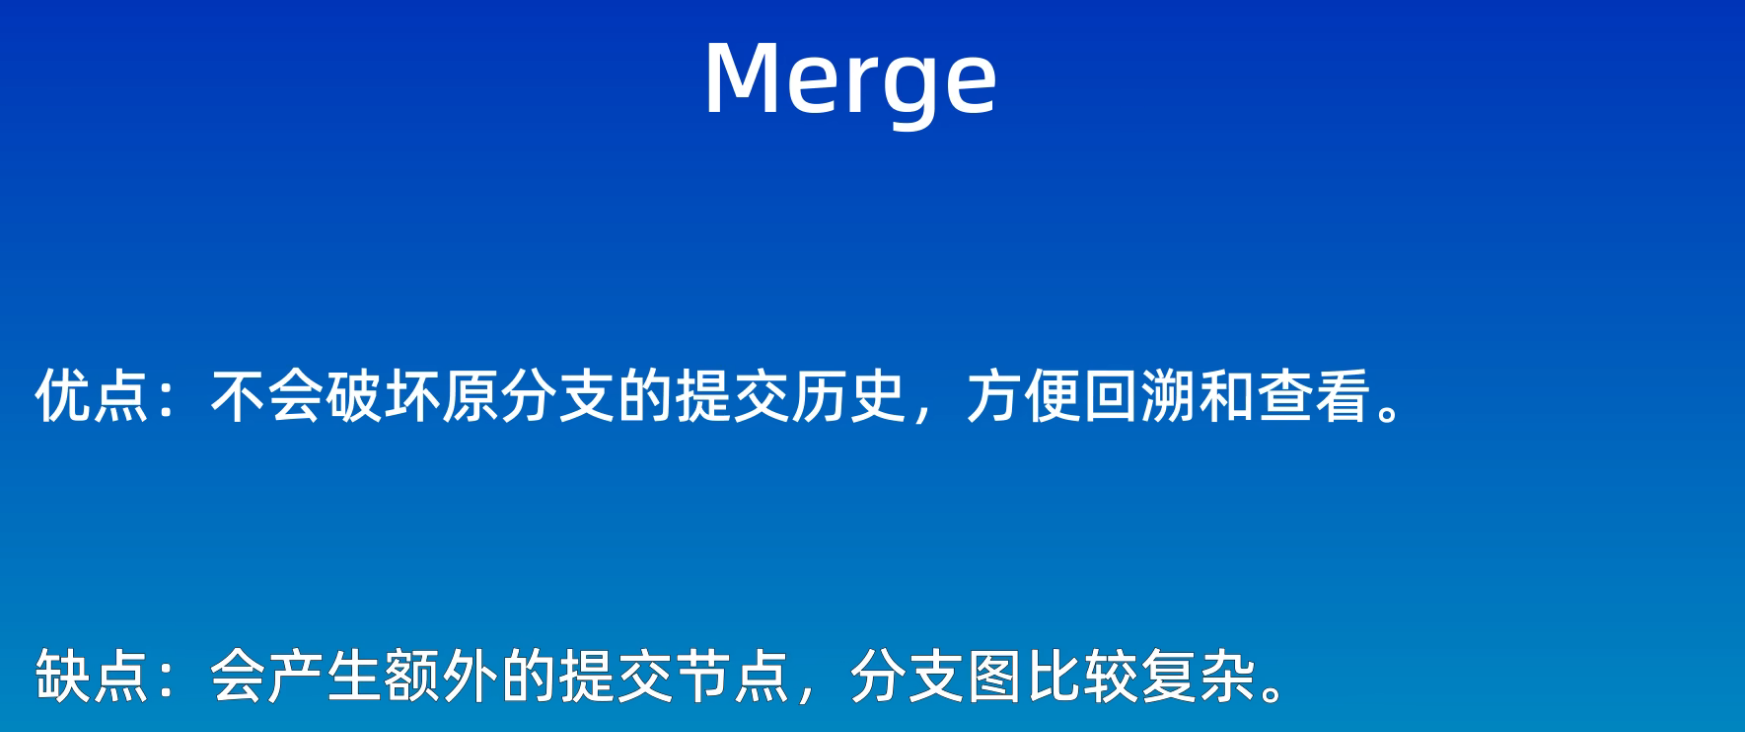 Merge
优点：不会破坏原分支的提交历史，方便回溯和查看。
缺点：会产生额外的提交节点，分支图比较复杂。